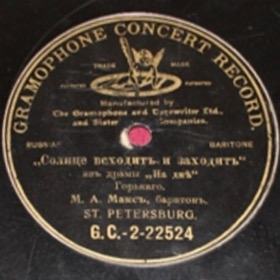 GRAMOPHONE CONCERT RECORD.
TRADE MARK
Manufactured by
The Gramophone and Typewriter Ltd.,
and Sister Companies.
RUSSIAN BARITONE
„Солнце всходитъ и заходитъ“
изъ драмы „На днѣ“
Горькаго.
М. А. Максъ, баритонъ.
ST. PETERSBURG.
G.C.-2-22524